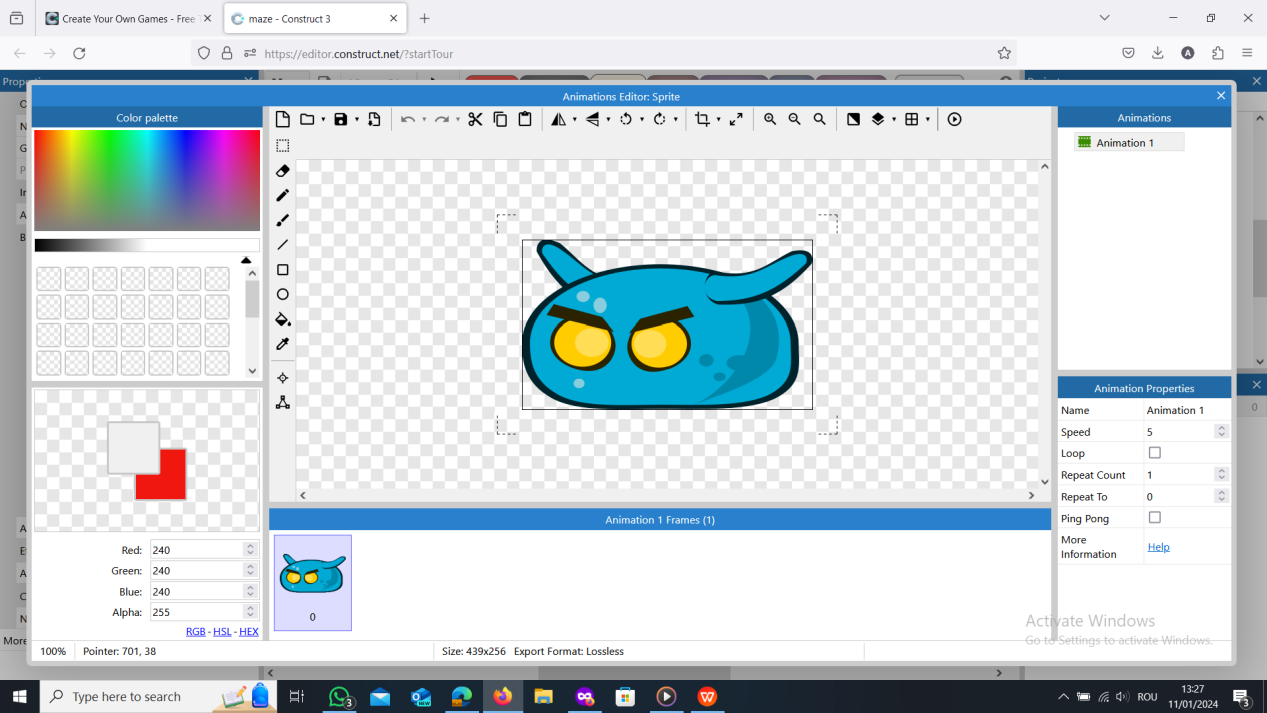 Create Your Own Games - Free
maze - Construct 3
https://editor.construct.net/?startTour
Animations Editor: Sprite
Color palette
Animations
Animation 1
Animation Properties
Name Animation 1
Speed 5
Loop
Repeat Count 1
Repeat To 0
Ping Pong
More Information Help
Animation 1 Frames (1)
0
Red: 240
Green: 240
Blue: 240
Alpha: 255
RGB - HSL - HEX
100% Pointer: 701, 38 Size: 439x256 Export Format: Lossless
Activate Windows
Go to Settings to activate Windows.
More
Type here to search
3
ROU
13:27
11/01/2024
3